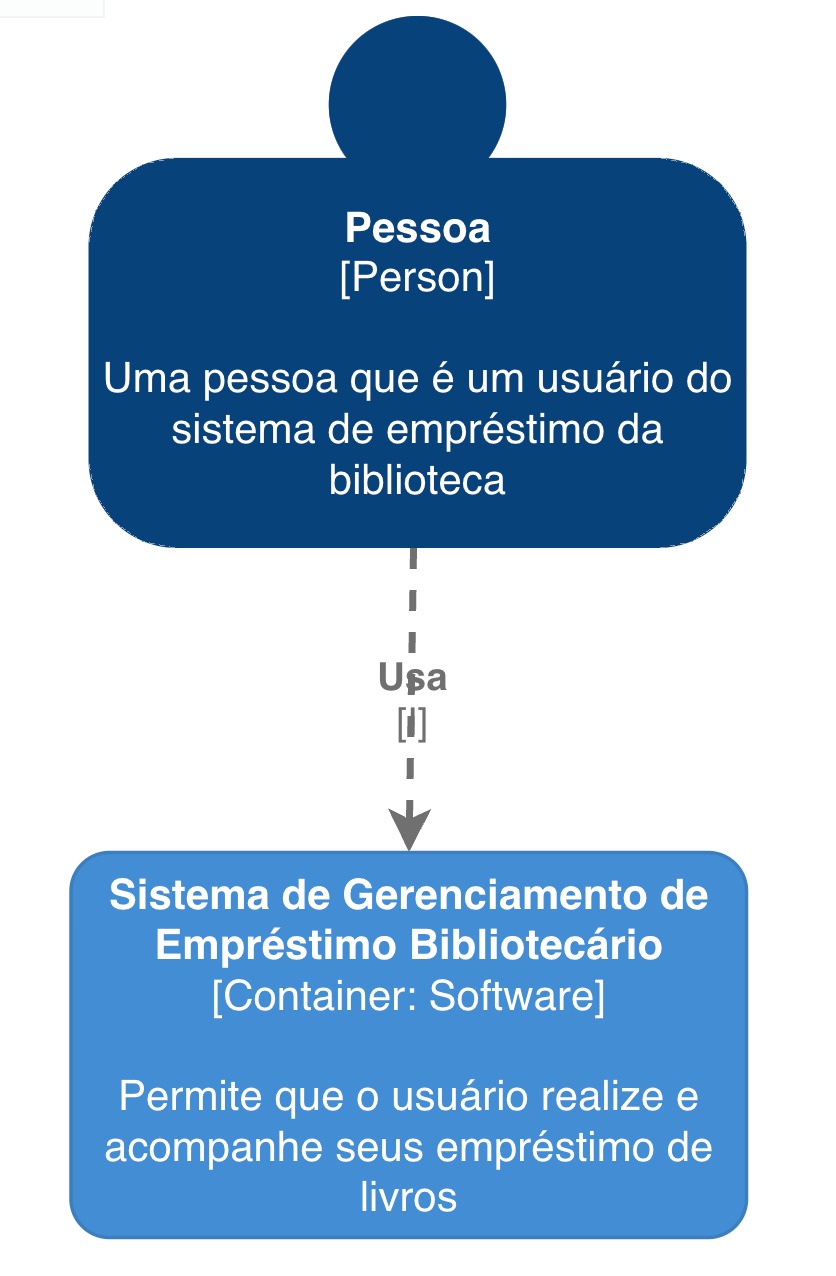 Pessoa
[Person]
Uma pessoa que é um usuário do
sistema de empréstimo da
biblioteca
Usa
[]
Sistema de Gerenciamento de
Empréstimo Bibliotecário
[Container: Software]
Permite que o usuário realize e
acompanhe seus empréstimo de
livros